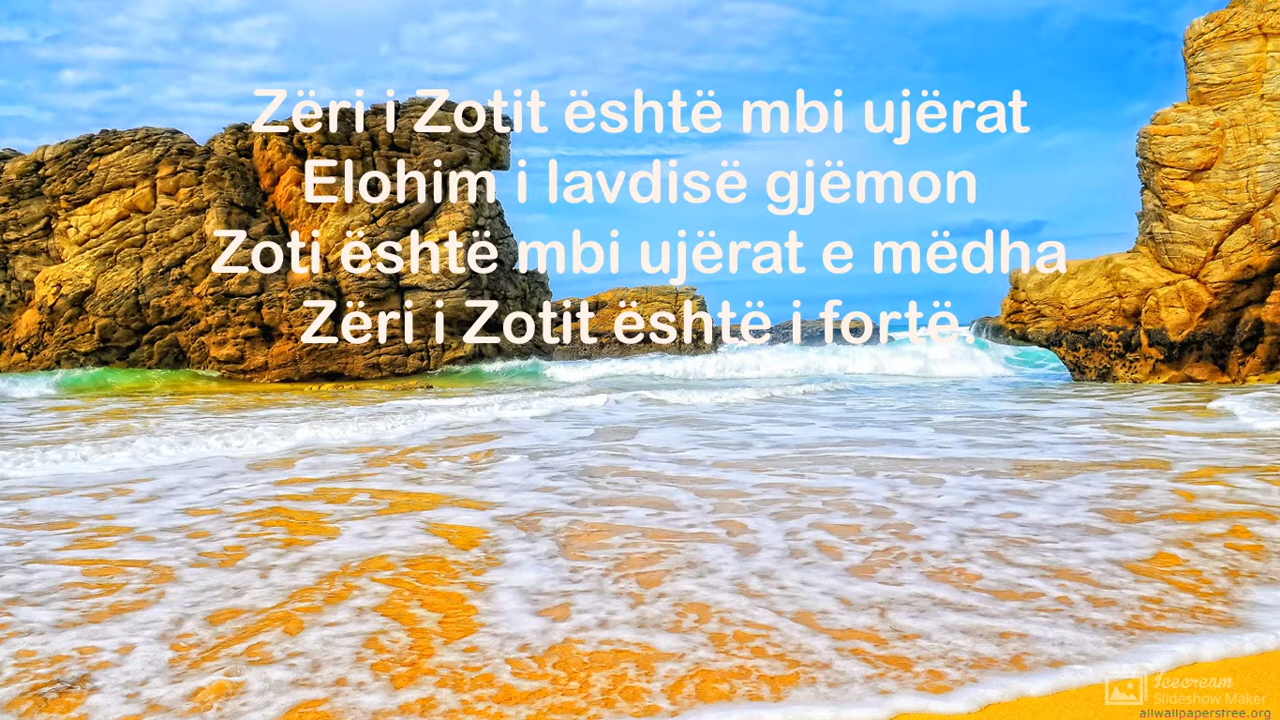 Zëri i Zotit është mbi ujërat
Elohim i lavdisë gjëmon
Zoti është mbi ujërat e mëdha
Zëri i Zotit është i fortë.
Icecream
Slideshow Maker
allwallpaperstree.org